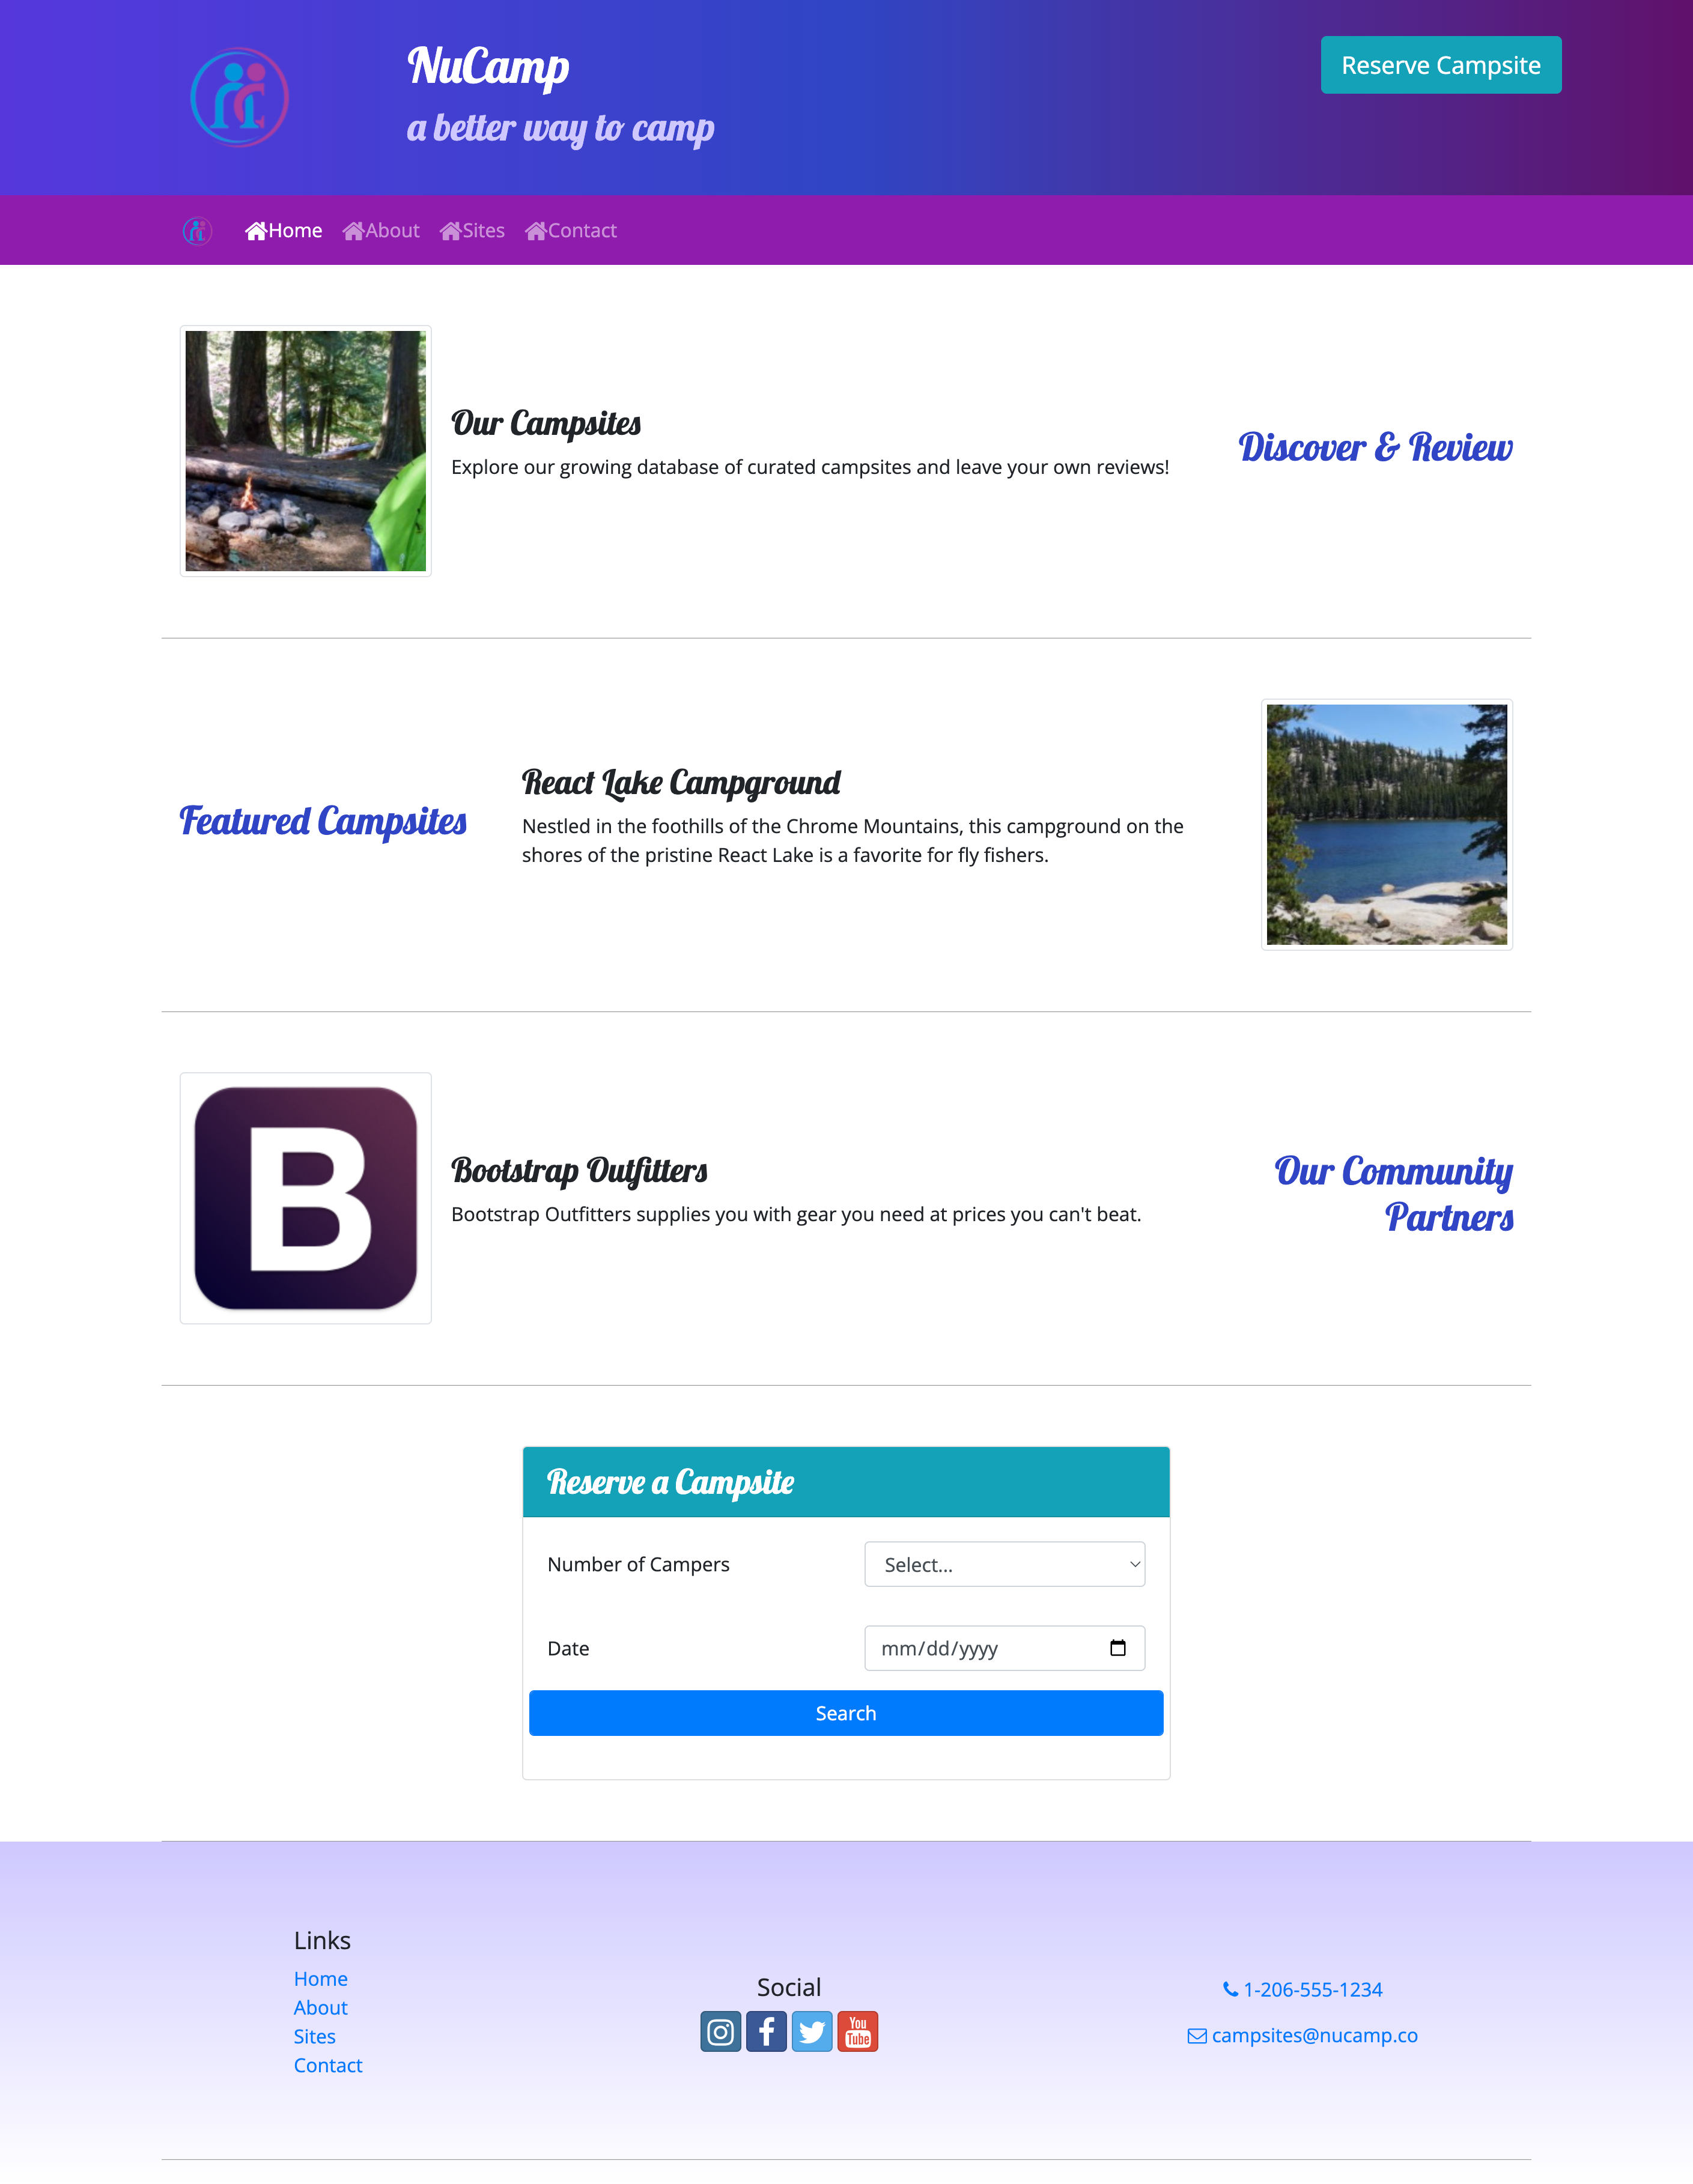 NuCamp
a better way to camp
Reserve Campsite
Home About Sites Contact
Our Campsites
Explore our growing database of curated campsites and leave your own reviews!
Discover & Review
Featured Campsites
React Lake Campground
Nestled in the foothills of the Chrome Mountains, this campground on the
shores of the pristine React Lake is a favorite for fly fishers.
B
Bootstrap Outfitters
Bootstrap Outfitters supplies you with gear you need at prices you can't beat.
Our Community
Partners
Reserve a Campsite
Number of Campers
Select...
Date
mm/dd/yyyy
Search
Links
Home
About
Sites
Contact
Social
You
Tube
1-206-555-1234
campsites@nucamp.co